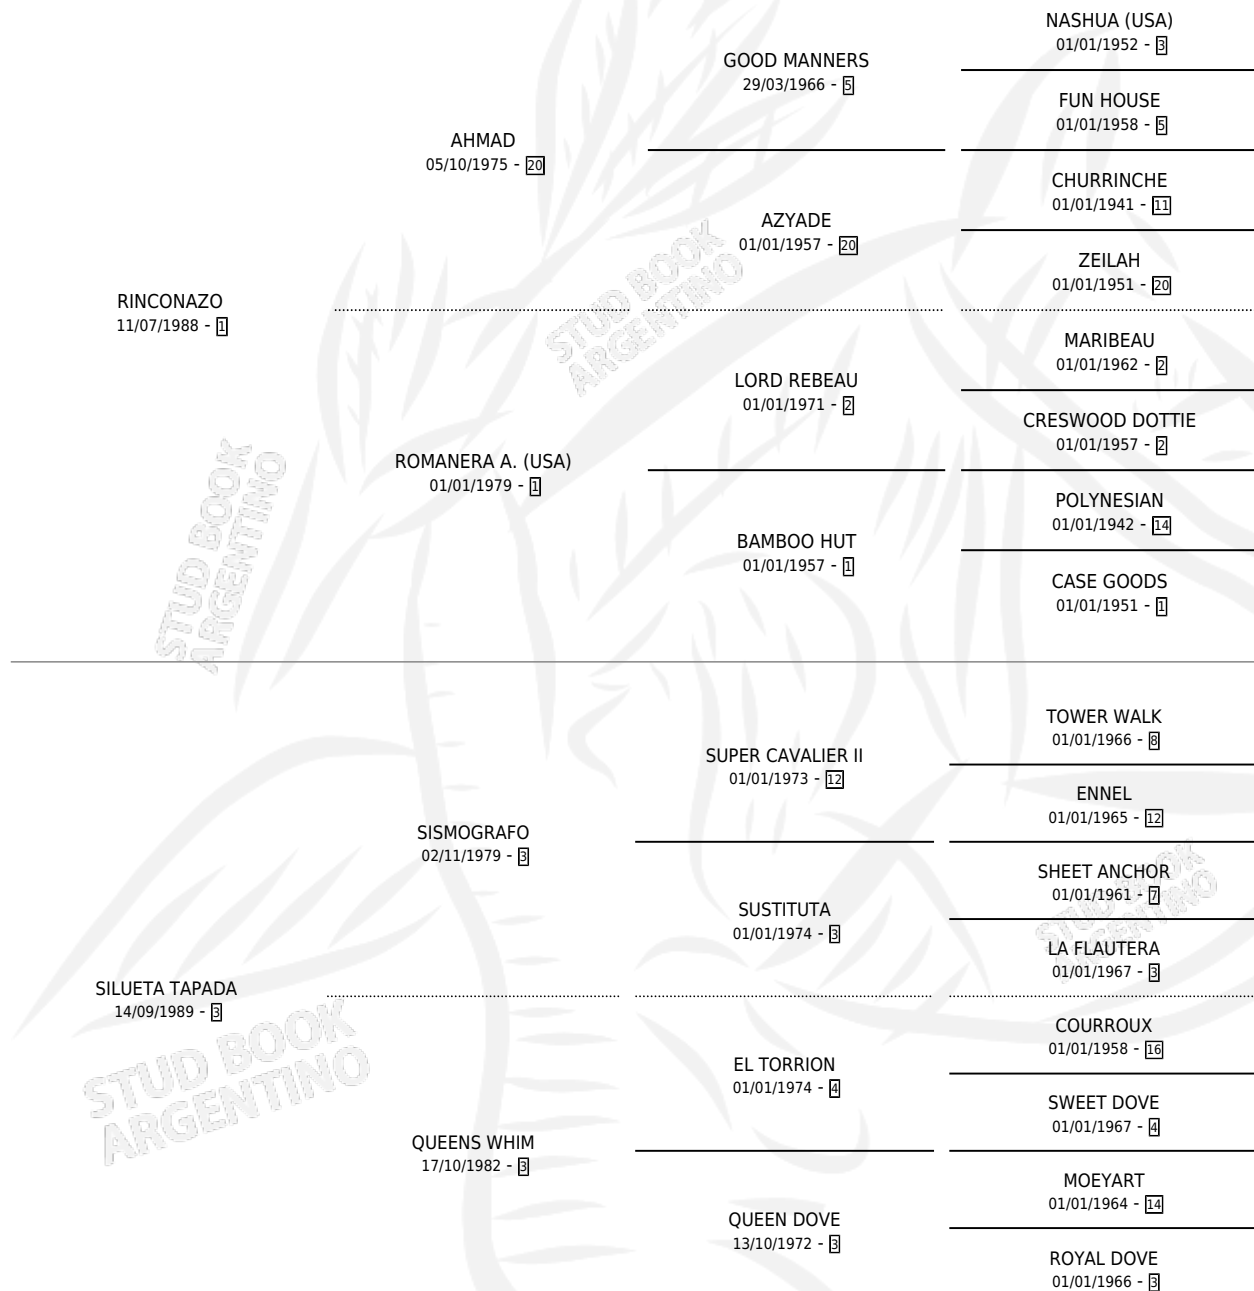 NASHUA (USA)
01/01/1952 - 3
GOOD MANNERS
29/03/1966 - 5
FUN HOUSE
01/01/1958 - 5
AHMAD
05/10/1975 - 20
CHURRINCHE
01/01/1941 - 11
AZYADE
01/01/1957 - 20
ZEILAH
01/01/1951 - 20
RINCONAZO
11/07/1988 - 1
STUD BOOK
ARGENTINO
MARIBEAU
01/01/1962 - 2
LORD REBEAU
01/01/1971 - 2
CRESWOOD DOTTIE
01/01/1957 - 2
ROMANERA A. (USA)
01/01/1979 - 1
POLYNESIAN
01/01/1942 - 14
BAMBOO HUT
01/01/1957 - 1
CASE GOODS
01/01/1951 - 1
STUD BOOK
ARGENTINO
TOWER WALK
01/01/1966 - 8
SUPER CAVALIER II
01/01/1973 - 12
ENNEL
01/01/1965 - 12
SISMOGRAFO
02/11/1979 - 3
SHEET ANCHOR
01/01/1961 - 7
SUSTITUTA
01/01/1974 - 3
STUD BOOK
ARGENTINO
LA FLAUTERA
01/01/1967 - 3
SILUETA TAPADA
14/09/1989 - 3
COURROUX
01/01/1958 - 16
STUD BOOK
ARGENTINO
EL TORRION
01/01/1974 - 4
SWEET DOVE
01/01/1967 - 4
QUEENS WHIM
17/10/1982 - 3
MOEYART
01/01/1964 - 14
QUEEN DOVE
13/10/1972 - 3
ROYAL DOVE
01/01/1966 - 3